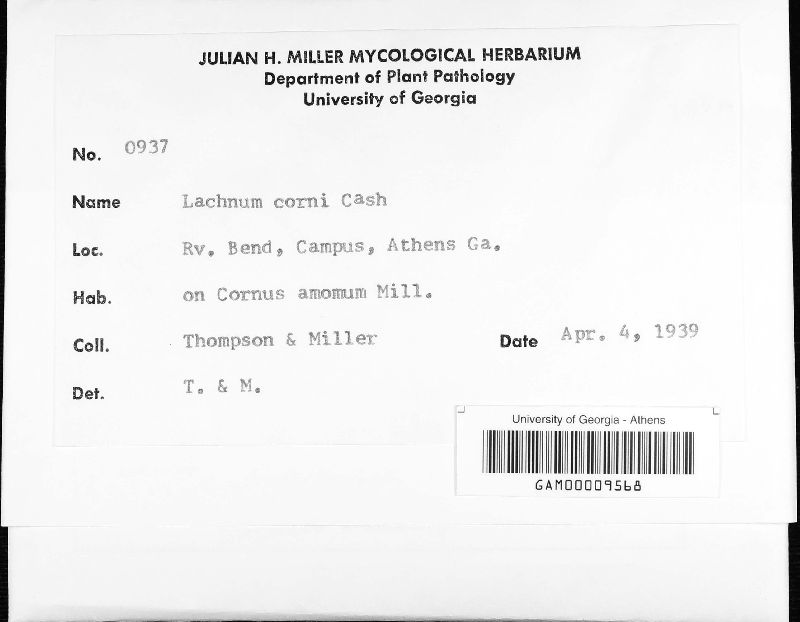 JULIAN H. MILLER MYCOLOGICAL HERBARIUM
Department of Plant Pathology
University of Georgia
No. 0937
Name Lachnum corni Cash
Loc. Rv. Bend, Campus, Athens Ga.
Hab. on Cornus amomum Mill.
Coll. Thompson & Miller Date Apr. 4, 1939
Det. T. & M.
University of Georgia - Athens
GAM00009568